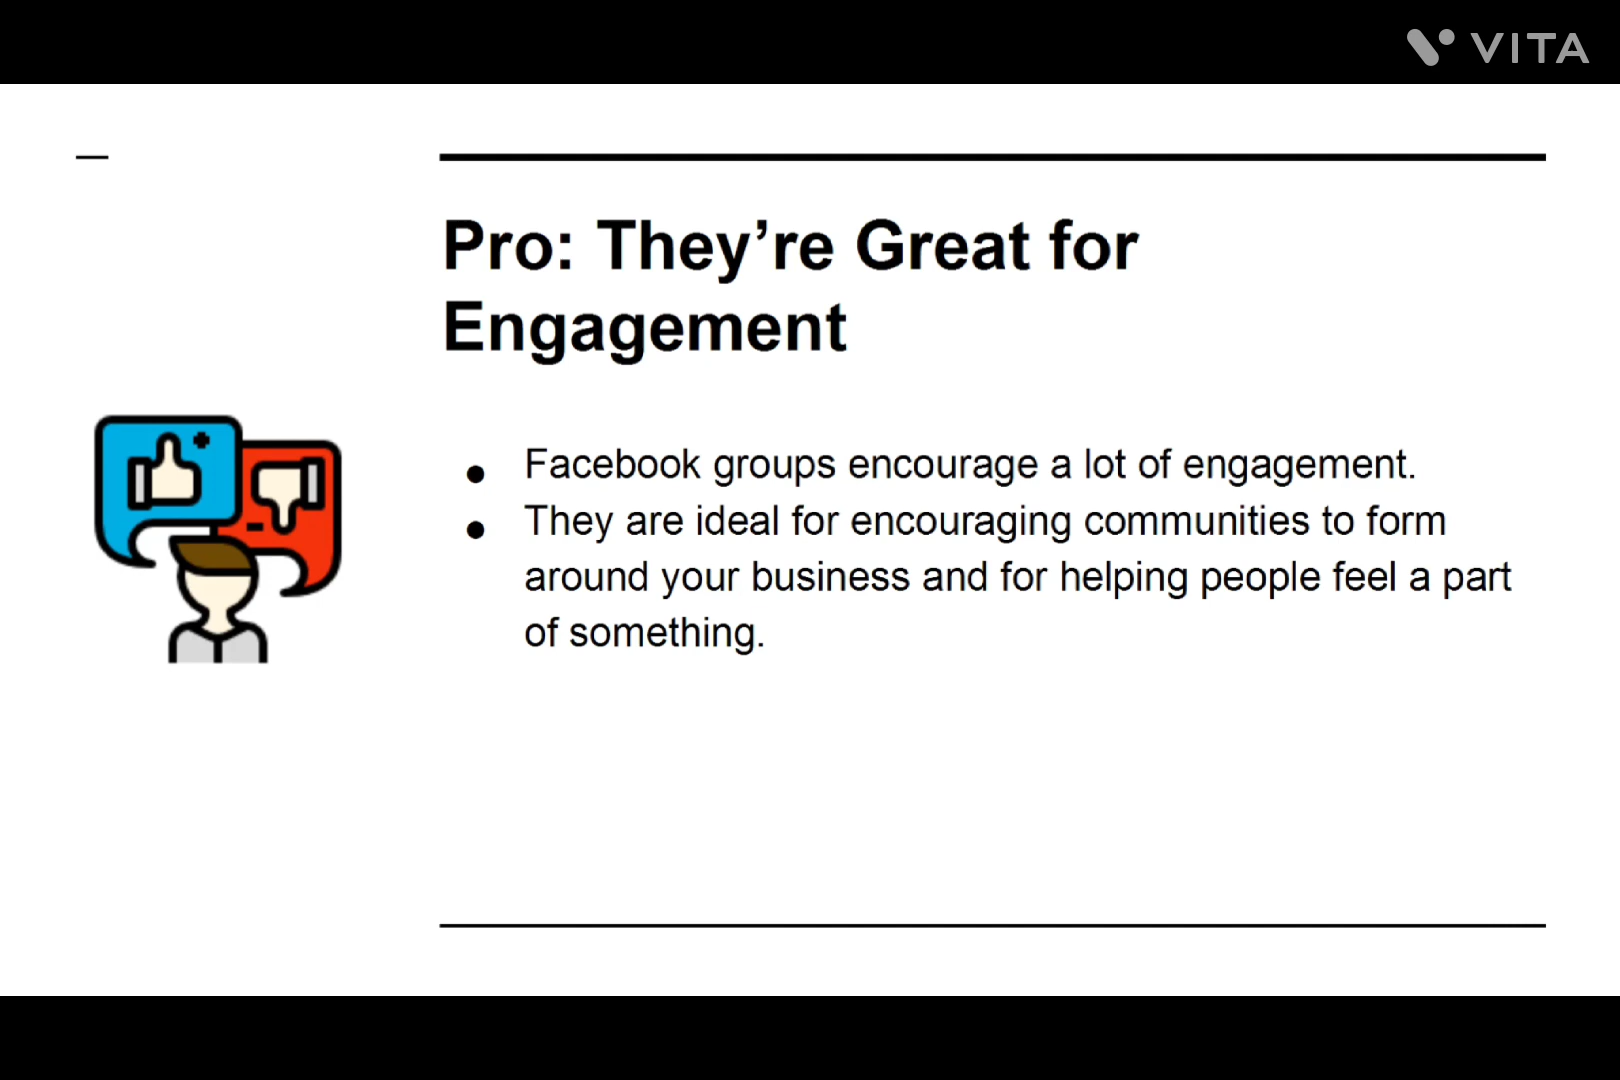 VITA
Pro: They’re Great for
Engagement
● Facebook groups encourage a lot of engagement.
● They are ideal for encouraging communities to form
around your business and for helping people feel a part
of something.